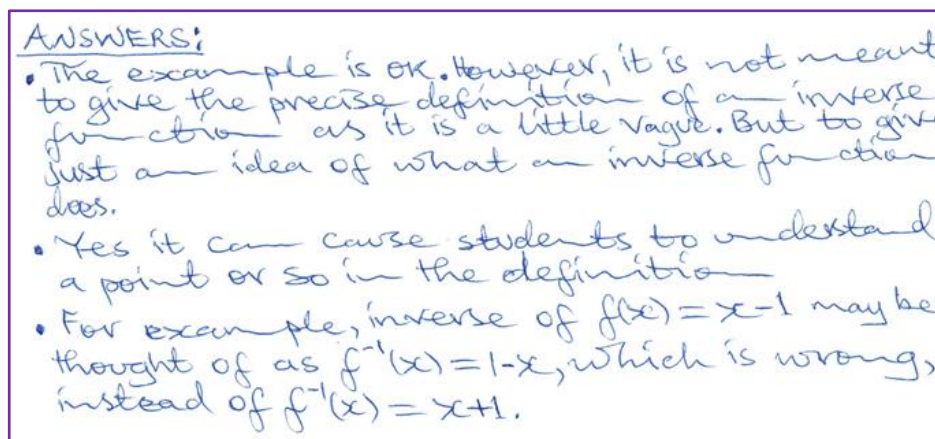 ANSWERS:
• The example is OK. However, it is not meant
to give the precise definition of an inverse
function as it is a little vague. But to give
just an idea of what an inverse function
does.
• Yes it can cause students to understand
a point or so in the definition
• For example, inverse of f(x) = x-1 may be
thought of as f⁻¹(x) = 1-x, which is wrong,
instead of f⁻¹(x) = x+1.